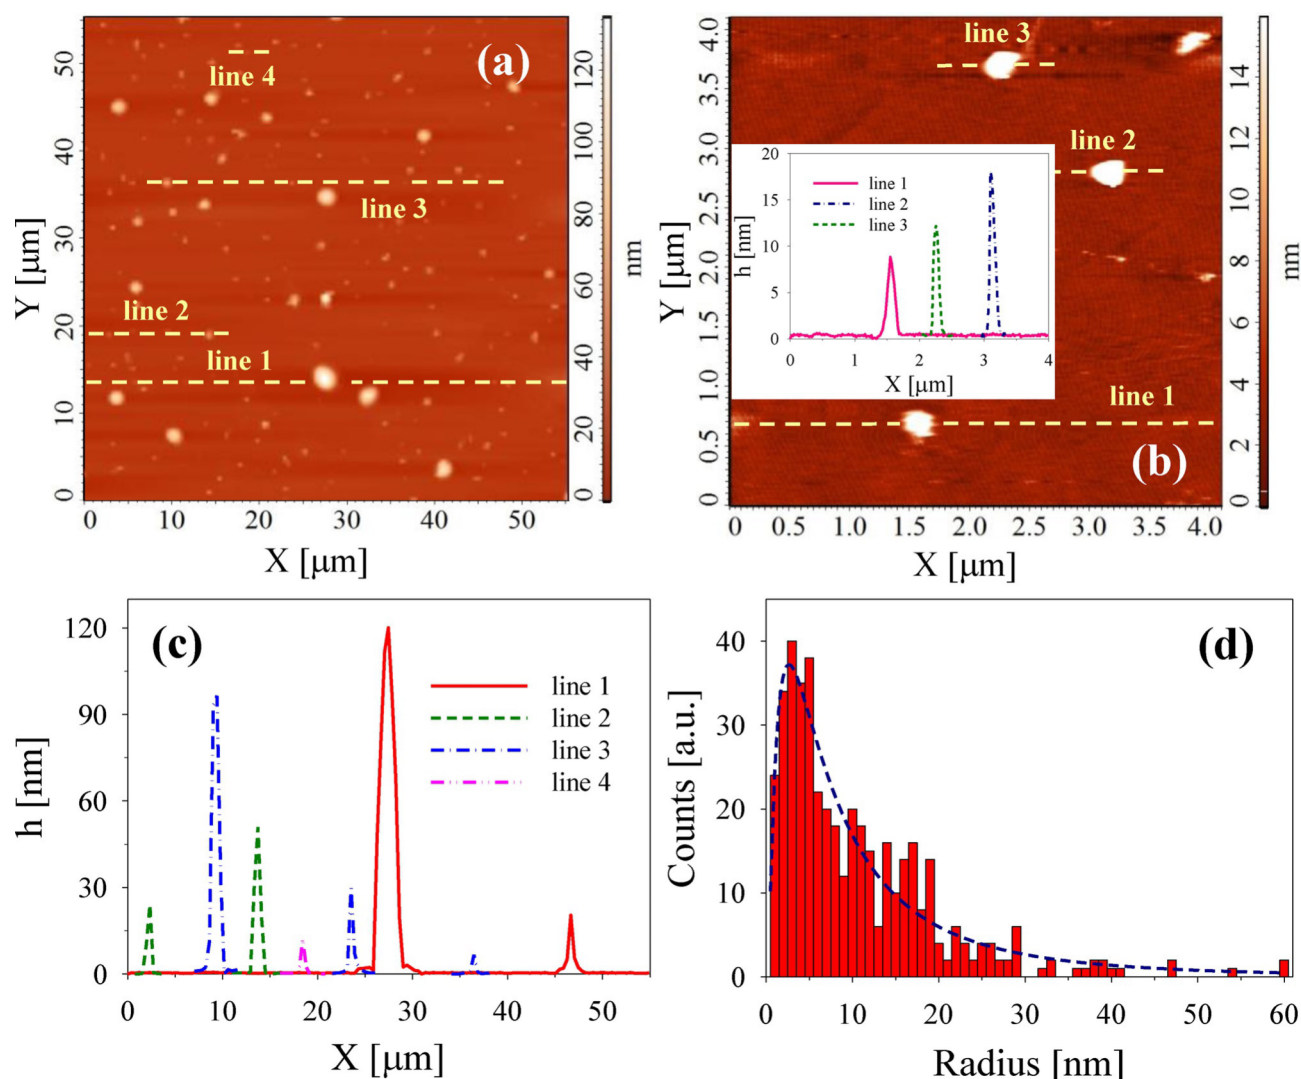 (a)
line 4
line 3
line 2
line 1
Y [μm]
0 10 20 30 40 50
0 10 20 30 40 50
X [μm]
0 20 40 60 80 100 120
nm
(b)
line 3
line 2
line 1
Y [μm]
0 0.5 1.0 1.5 2.0 2.5 3.0 3.5 4.0
0 0.5 1.0 1.5 2.0 2.5 3.0 3.5 4.0
X [μm]
0 2 4 6 8 10 12 14
nm
20
15
10
5
0
h [nm]
line 1
line 2
line 3
0 1 2 3 4
X [μm]
(c)
120
90
60
30
0
h [nm]
line 1
line 2
line 3
line 4
0 10 20 30 40 50
X [μm]
(d)
40
30
20
10
0
Counts [a.u.]
0 10 20 30 40 50 60
Radius [nm]